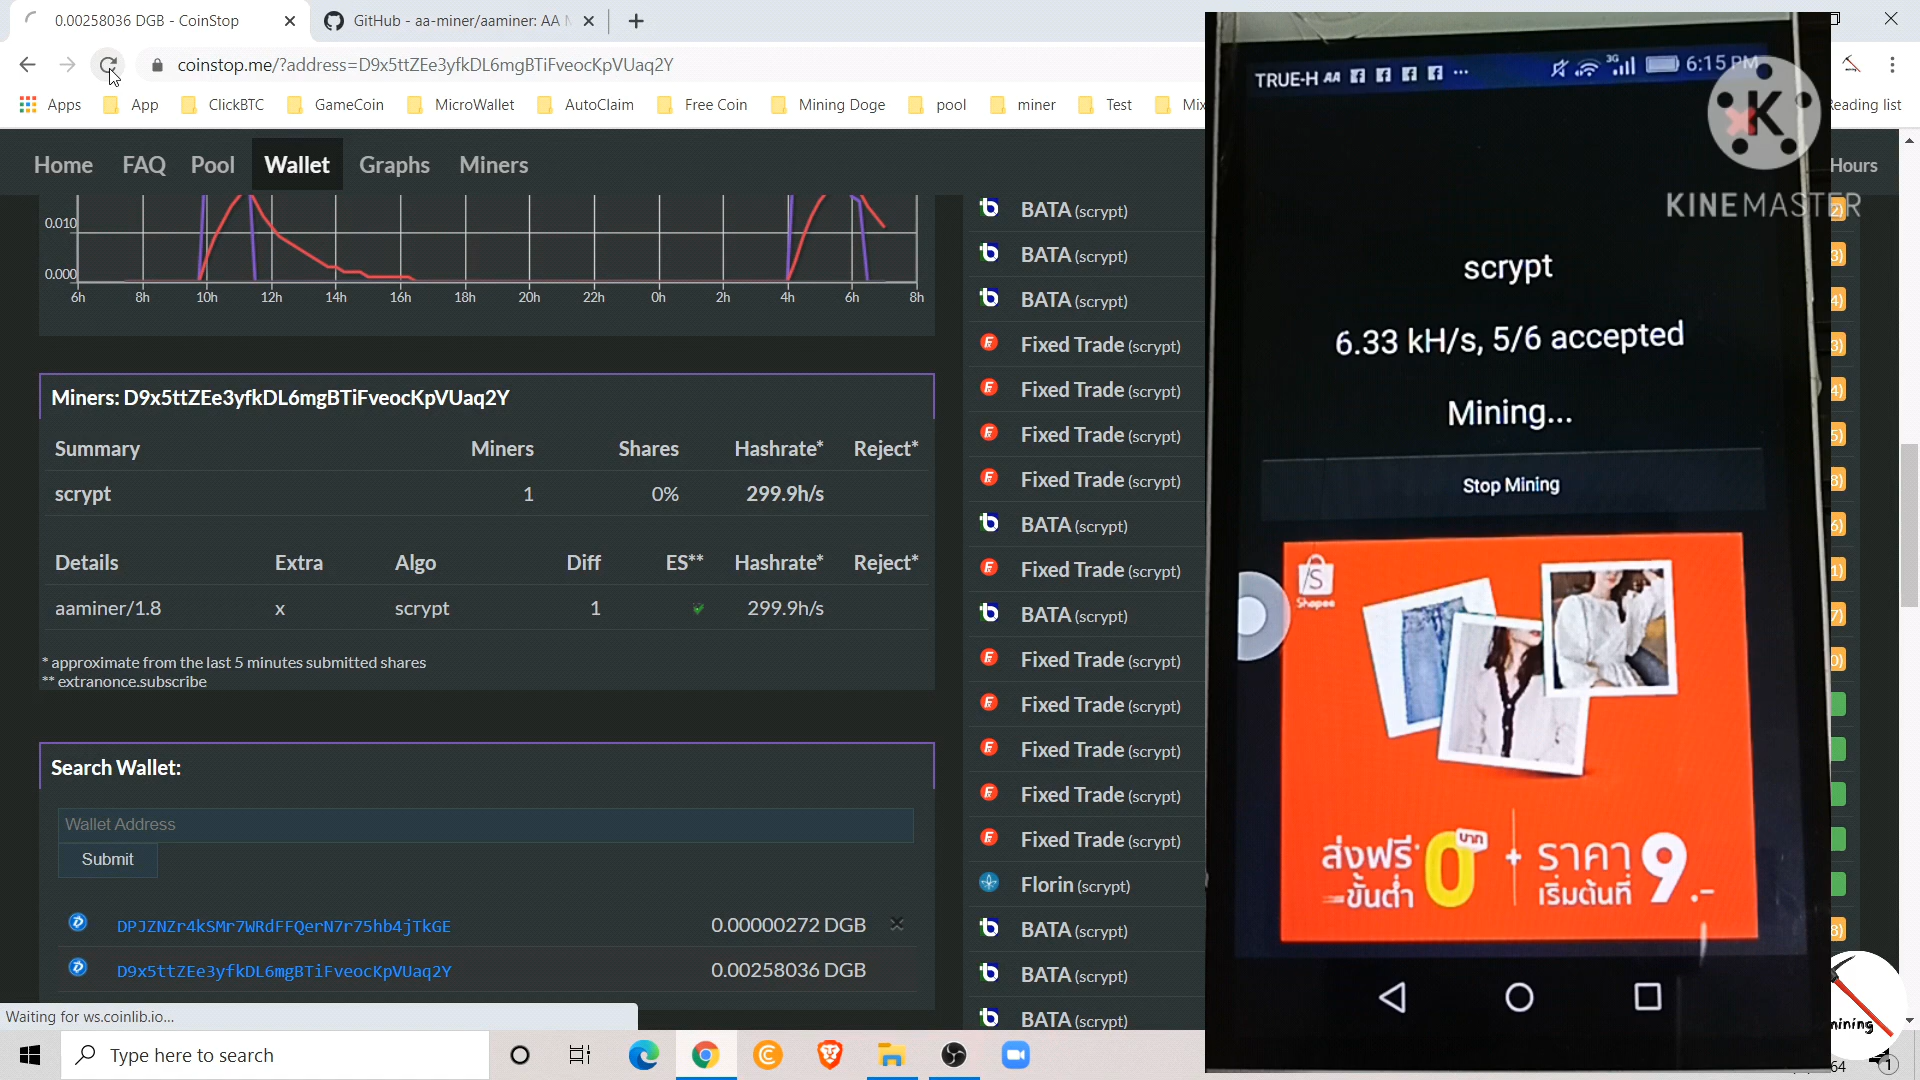 0.00258036 DGB - CoinStop
GitHub - aa-miner/aaminer: AA
coinstop.me/?address=D9x5ttZEe3yfkDL6mgBTiFveocKpVUaq2Y
Apps App ClickBTC GameCoin MicroWallet AutoClaim Free Coin Mining Doge pool miner Test Mix
Reading list
Home FAQ Pool Wallet Graphs Miners
Hours
0.010
0.000
6h 8h 10h 12h 14h 16h 18h 20h 22h 0h 2h 4h 6h 8h
Miners: D9x5ttZEe3yfkDL6mgBTiFveocKpVUaq2Y
Summary Miners Shares Hashrate* Reject*
scrypt 1 0% 299.9h/s
Details Extra Algo Diff ES** Hashrate* Reject*
aaminer/1.8 x scrypt 1 299.9h/s
* approximate from the last 5 minutes submitted shares
** extranonce.subscribe
Search Wallet:
Wallet Address
Submit
DPJZNZr4kSMr7WRdFFQerN7r75hb4jTkGE 0.00000272 DGB
D9x5ttZEe3yfkDL6mgBTiFveocKpVUaq2Y 0.00258036 DGB
Waiting for ws.coinlib.io...
BATA (scrypt)
BATA (scrypt)
BATA (scrypt)
Fixed Trade (scrypt)
Fixed Trade (scrypt)
Fixed Trade (scrypt)
Fixed Trade (scrypt)
BATA (scrypt)
Fixed Trade (scrypt)
BATA (scrypt)
Fixed Trade (scrypt)
Fixed Trade (scrypt)
Fixed Trade (scrypt)
Fixed Trade (scrypt)
Fixed Trade (scrypt)
Florin (scrypt)
BATA (scrypt)
BATA (scrypt)
BATA (scrypt)
TRUE-H AA 3G 6:15 PM
K
KINEMASTER
scrypt
6.33 kH/s, 5/6 accepted
Mining...
Stop Mining
Shopee
ส่งฟรี* ขั้นต่ำ 0 บาท + ราคา เริ่มต้นที่ 9.-
mining
Type here to search
64
1